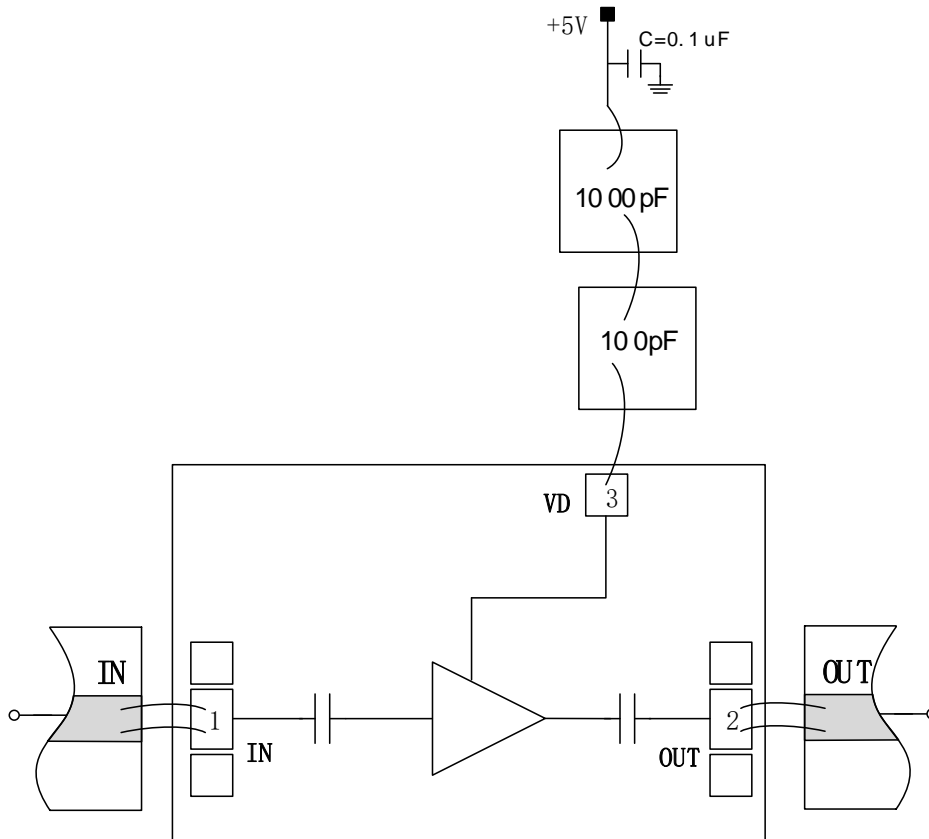 +5V
C=0.1uF
1000pF
100pF
VD
3
IN
OUT
1
2
IN
OUT